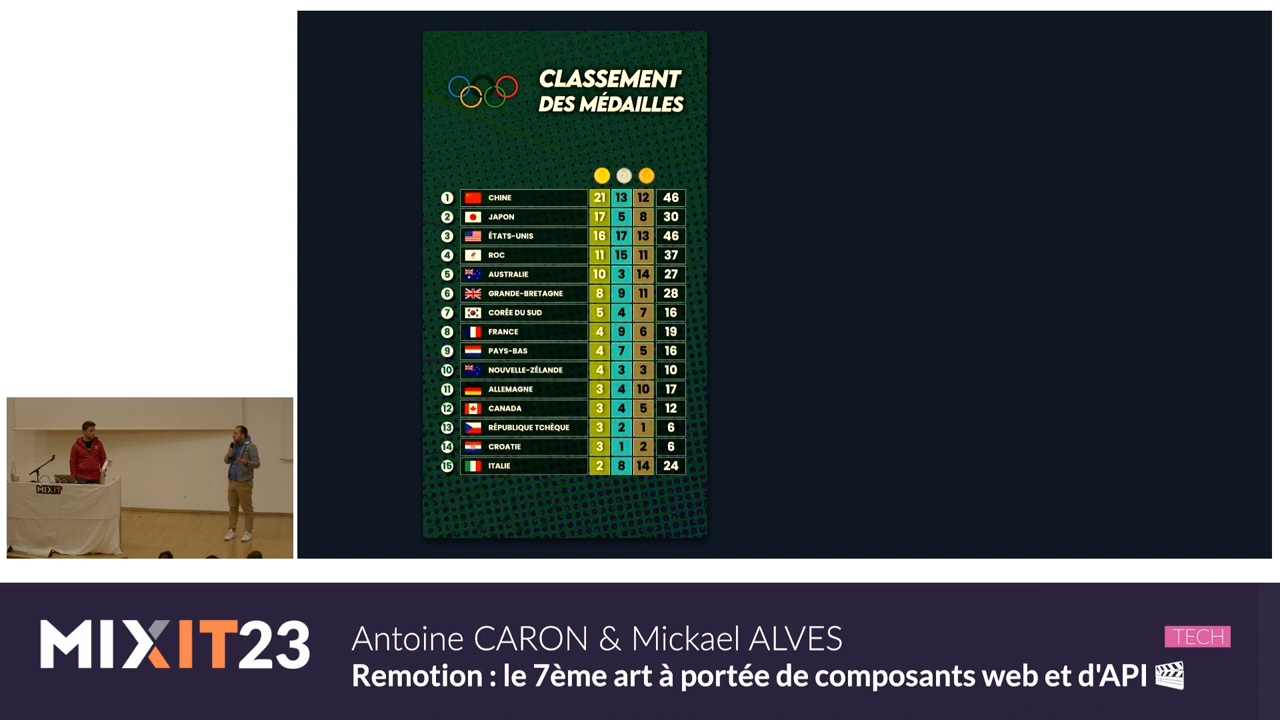 CLASSEMENT
DES MÉDAILLES
1 CHINE 21 13 12 46
2 JAPON 17 5 8 30
3 ÉTATS-UNIS 16 17 13 46
4 ROC 11 15 11 37
5 AUSTRALIE 10 3 14 27
6 GRANDE-BRETAGNE 8 9 11 28
7 CORÉE DU SUD 5 4 7 16
8 FRANCE 4 9 6 19
9 PAYS-BAS 4 7 5 16
10 NOUVELLE-ZÉLANDE 4 3 3 10
11 ALLEMAGNE 3 4 10 17
12 CANADA 3 4 5 12
13 RÉPUBLIQUE TCHÈQUE 3 2 1 6
14 CROATIE 3 1 2 6
15 ITALIE 2 8 14 24
MIXIT
MIXIT23
Antoine CARON & Mickael ALVES
TECH
Remotion : le 7ème art à portée de composants web et d'API